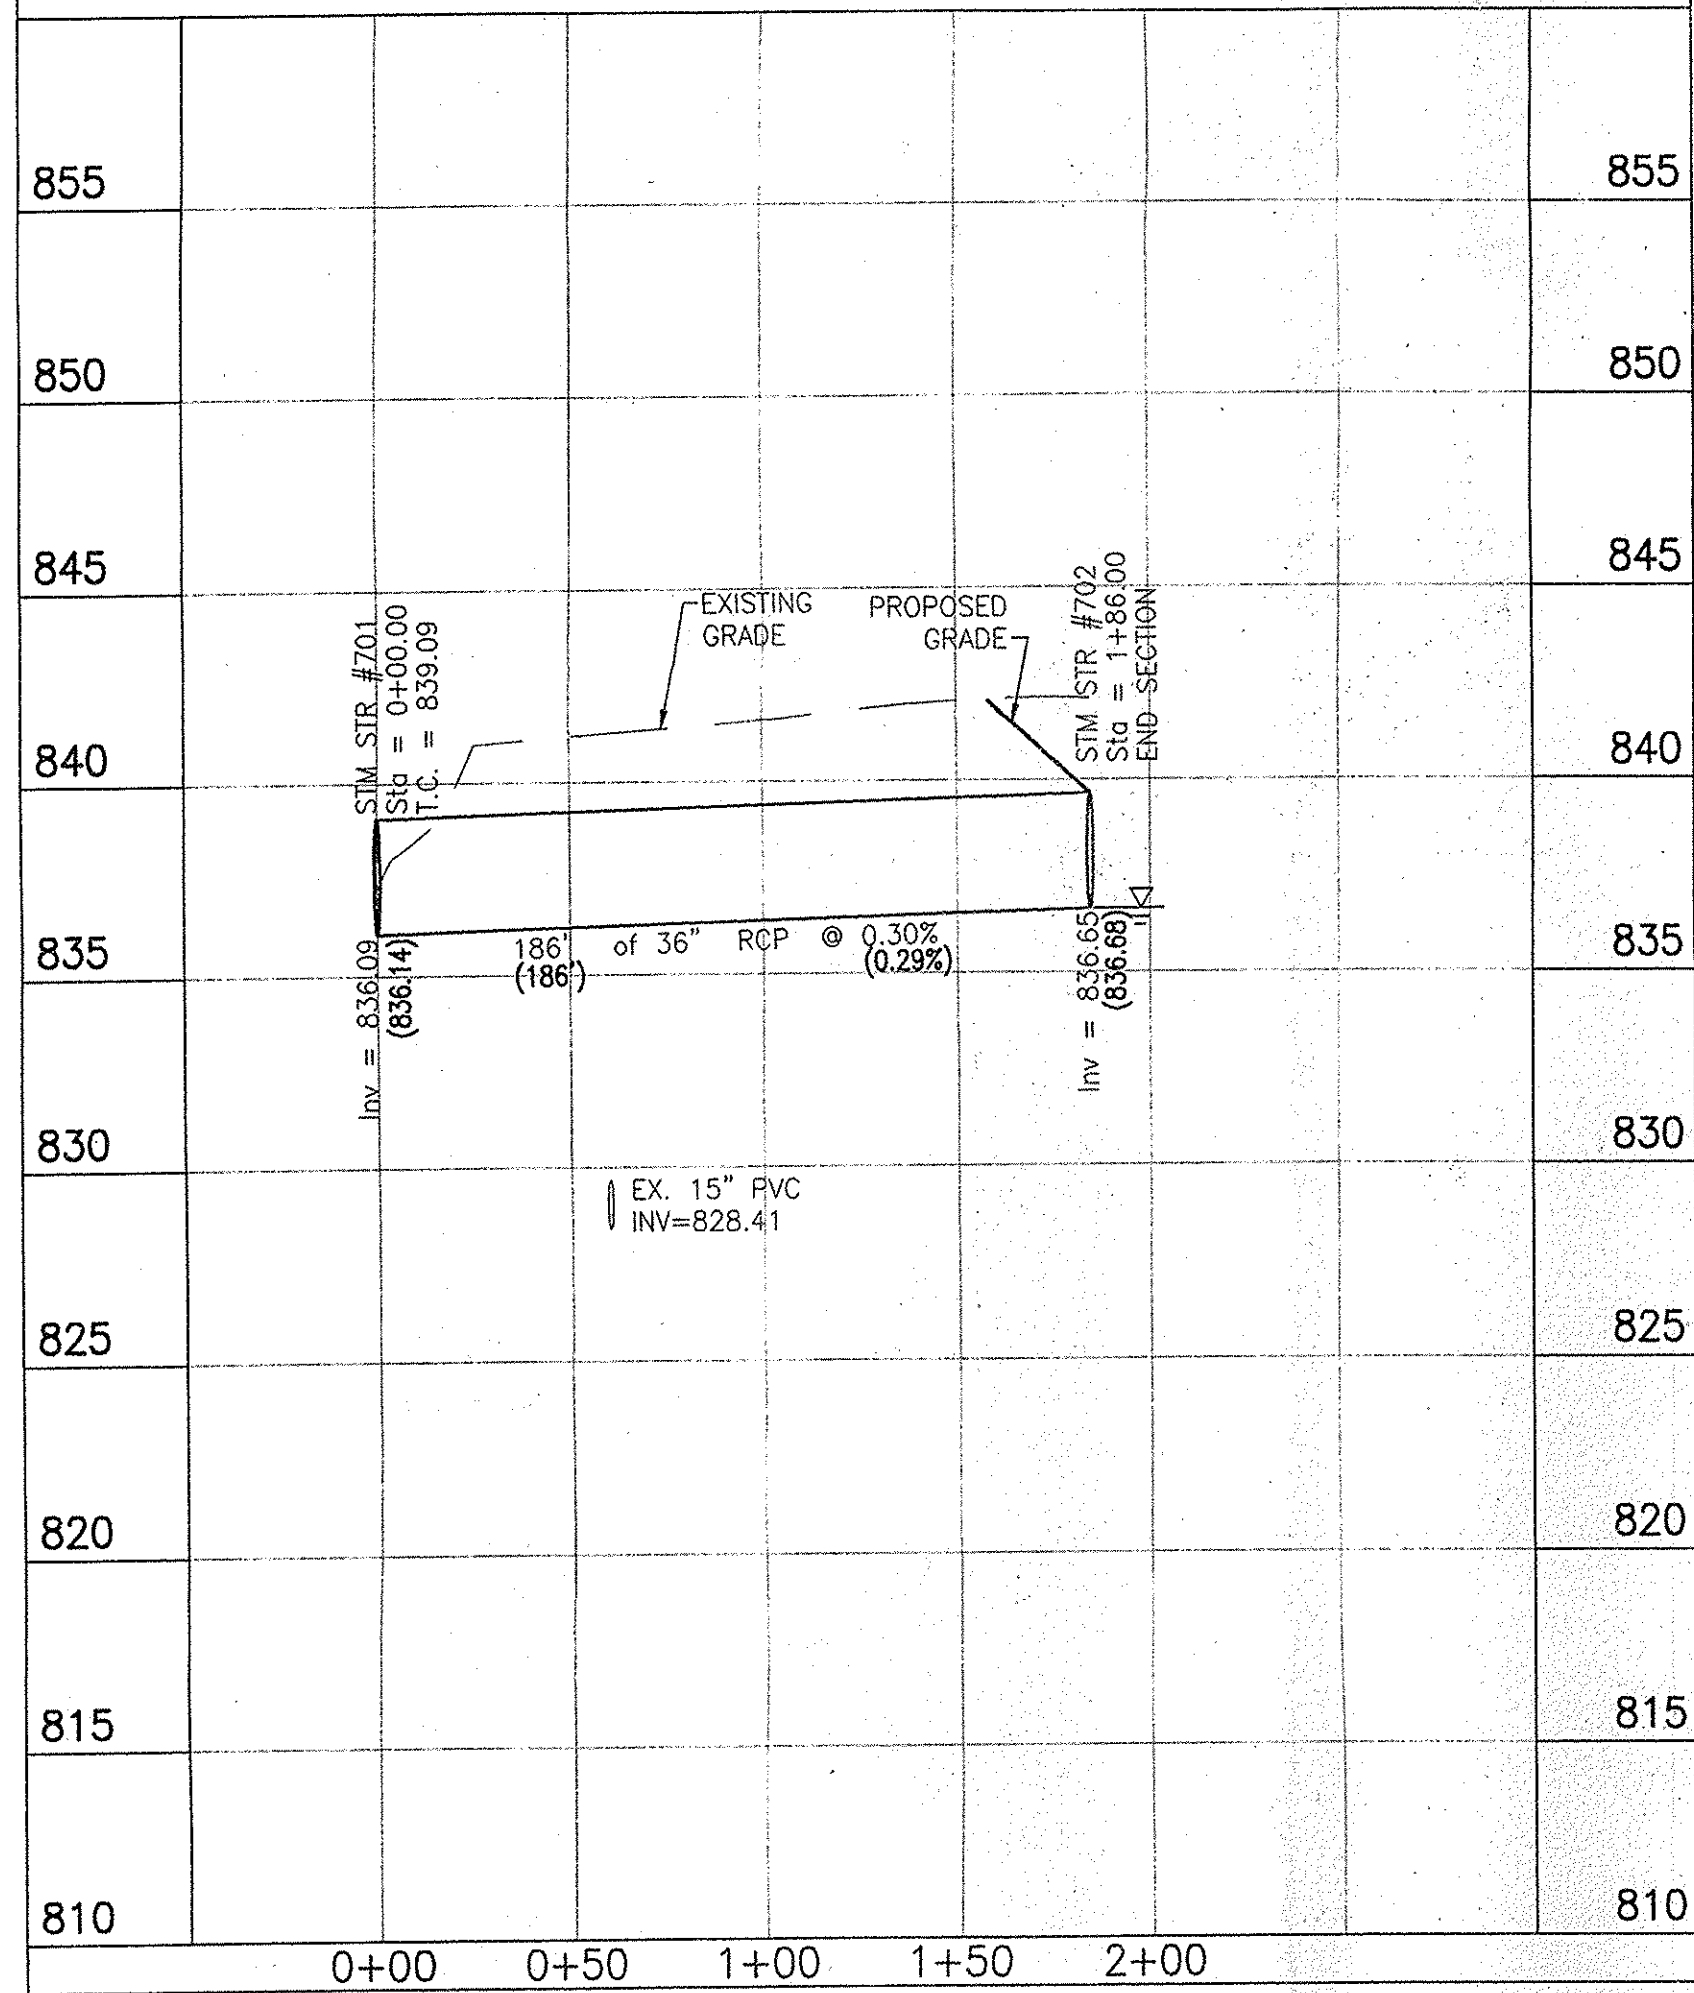 855 855
850 850
845 845
840 840
835 835
830 830
825 825
820 820
815 815
810 810
STM STR #701
Sta = 0+00.00
T.C. = 839.09
EXISTING
GRADE
PROPOSED
GRADE
STM STR #702
Sta = 1+86.00
END SECTION
186' of 36" RCP @ 0.30%
(186') (0.29%)
Inv = 836.09
(836.14)
Inv = 836.65
(836.68)
EX. 15" PVC
INV=828.41
0+00 0+50 1+00 1+50 2+00